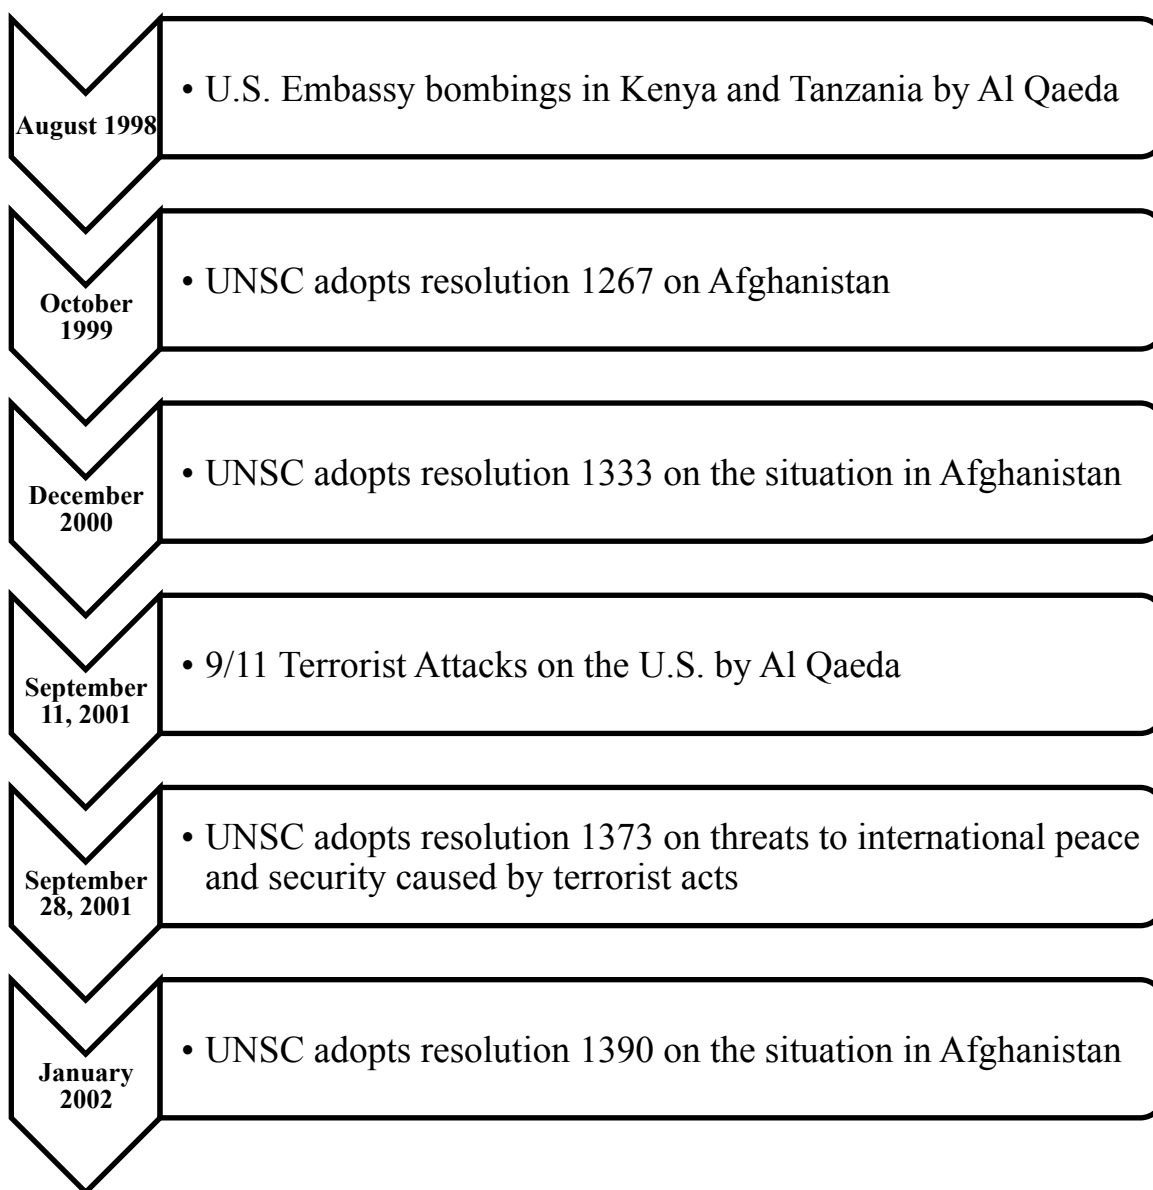 August 1998
• U.S. Embassy bombings in Kenya and Tanzania by Al Qaeda
October
1999
• UNSC adopts resolution 1267 on Afghanistan
December
2000
• UNSC adopts resolution 1333 on the situation in Afghanistan
September
11, 2001
• 9/11 Terrorist Attacks on the U.S. by Al Qaeda
September
28, 2001
• UNSC adopts resolution 1373 on threats to international peace
and security caused by terrorist acts
January
2002
• UNSC adopts resolution 1390 on the situation in Afghanistan